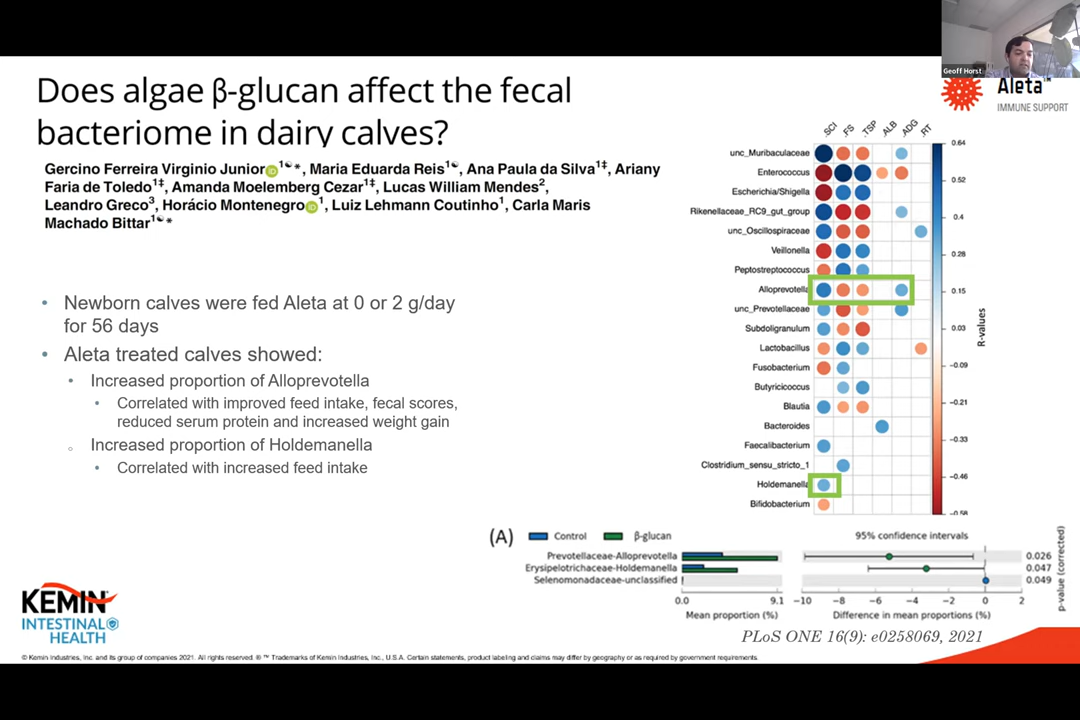 Geoff Horst
Aleta™
IMMUNE SUPPORT
Does algae β-glucan affect the fecal
bacteriome in dairy calves?
Gercino Ferreira Virginio Junior iD 1☯*, Maria Eduarda Reis1☯, Ana Paula da Silva1‡, Ariany
Faria de Toledo1‡, Amanda Moelemberg Cezar1‡, Lucas William Mendes2,
Leandro Greco3, Horácio Montenegro iD 1, Luiz Lehmann Coutinho1, Carla Maris
Machado Bittar1☯*
• Newborn calves were fed Aleta at 0 or 2 g/day
for 56 days
• Aleta treated calves showed:
• Increased proportion of Alloprevotella
• Correlated with improved feed intake, fecal scores,
reduced serum protein and increased weight gain
○ Increased proportion of Holdemanella
• Correlated with increased feed intake
.SCI .FS .TSP .ALB .ADG .RT
unc_Muribaculaceae
Enterococcus
Escherichia/Shigella
Rikenellaceae_RC9_gut_group
unc_Oscillospiraceae
Veillonella
Peptostreptococcus
Alloprevotella
unc_Prevotellaceae
Subdoligranulum
Lactobacillus
Fusobacterium
Butyricicoccus
Blautia
Bacteroides
Faecalibacterium
Clostridium_sensu_stricto_1
Holdemanella
Bifidobacterium
0.64
0.52
0.4
0.28
0.15
0.03
−0.09
−0.21
−0.33
−0.46
−0.58
R-values
(A) Control β-glucan 95% confidence intervals
Prevotellaceae-Alloprevotella 0.026
Erysipelotrichaceae-Holdemanella 0.047
Selenomonadaceae-unclassified 0.049
0.0 9.1 −10 −8 −6 −4 −2 0 2
Mean proportion (%) Difference in mean proportions (%)
p-value (corrected)
PLoS ONE 16(9): e0258069, 2021
KEMIN®
INTESTINAL
HEALTH
© Kemin Industries, Inc. and its group of companies 2021. All rights reserved. ® ™ Trademarks of Kemin Industries, Inc., U.S.A. Certain statements, product labeling and claims may differ by geography or as required by government requirements.